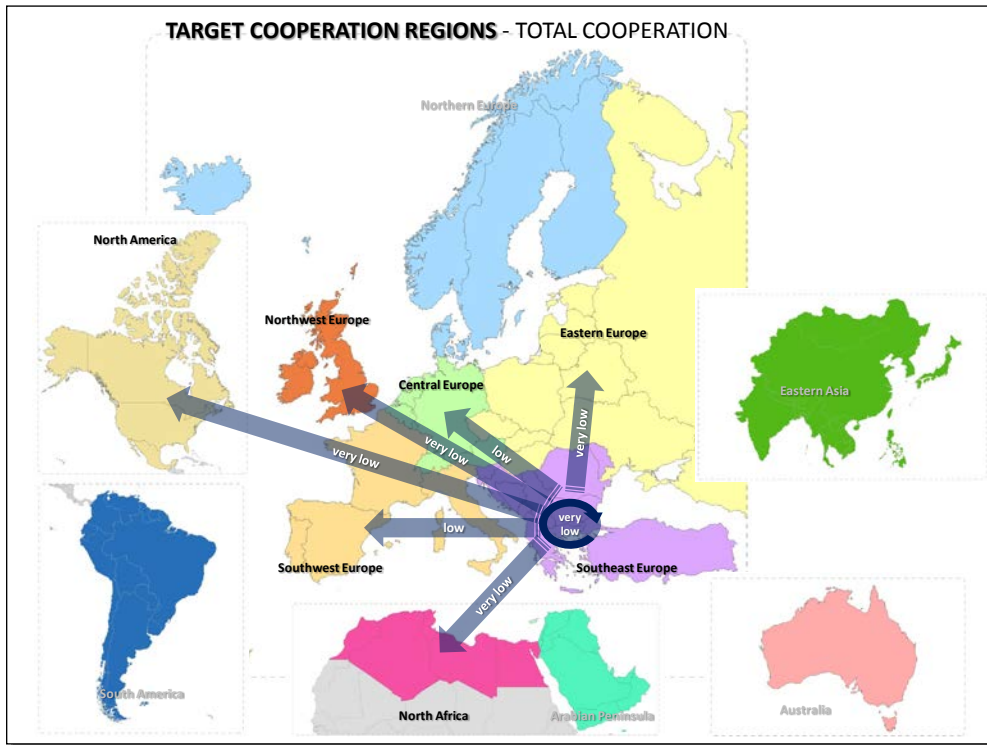 TARGET COOPERATION REGIONS - TOTAL COOPERATION
Northern Europe
North America
Northwest Europe
Eastern Europe
Central Europe
Eastern Asia
very low
low
very low
very low
very
low
low
Southwest Europe
Southeast Europe
very low
South America
North Africa
Arabian Peninsula
Australia